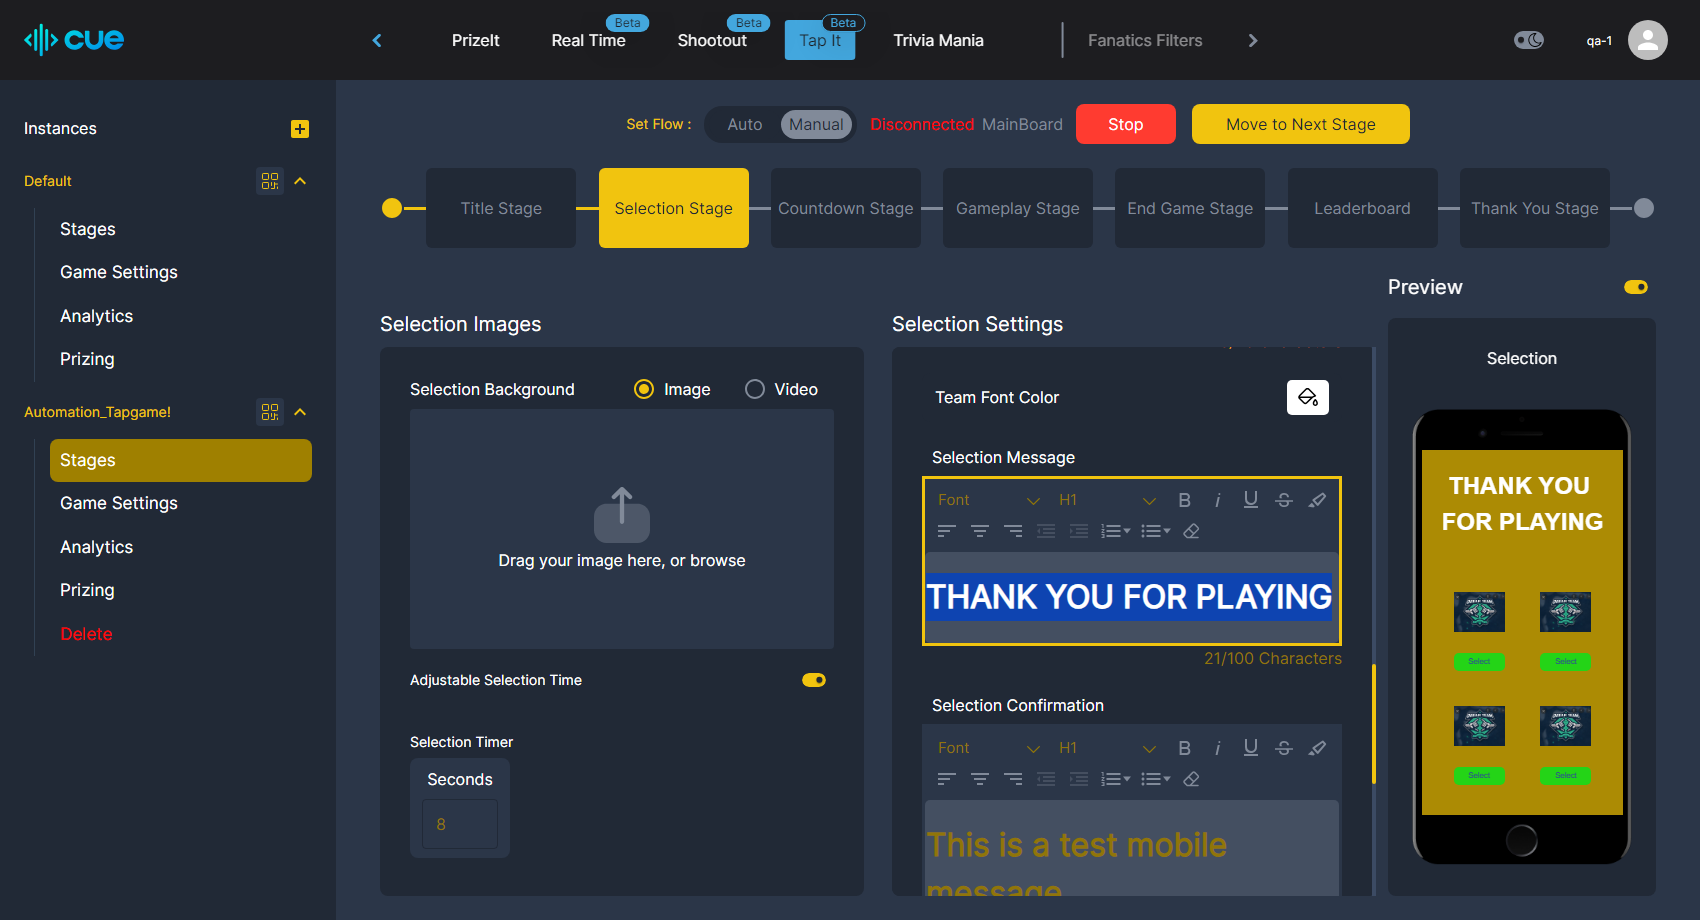 cue
PrizeIt
Real Time
Beta
Shootout
Beta
Tap It
Beta
Trivia Mania
Fanatics Filters
qa-1
Instances
Default
Stages
Game Settings
Analytics
Prizing
Automation_Tapgame!
Stages
Game Settings
Analytics
Prizing
Delete
Set Flow :
Auto
Manual
Disconnected MainBoard
Stop
Move to Next Stage
Title Stage
Selection Stage
Countdown Stage
Gameplay Stage
End Game Stage
Leaderboard
Thank You Stage
Selection Images
Selection Background
Image
Video
Drag your image here, or browse
Adjustable Selection Time
Selection Timer
Seconds
8
Selection Settings
Team Font Color
Selection Message
Font
H1
B
i
U
S
THANK YOU FOR PLAYING
21/100 Characters
Selection Confirmation
Font
H1
B
i
U
S
This is a test mobile
message
Preview
Selection
THANK YOU
FOR PLAYING
Select
Select
Select
Select